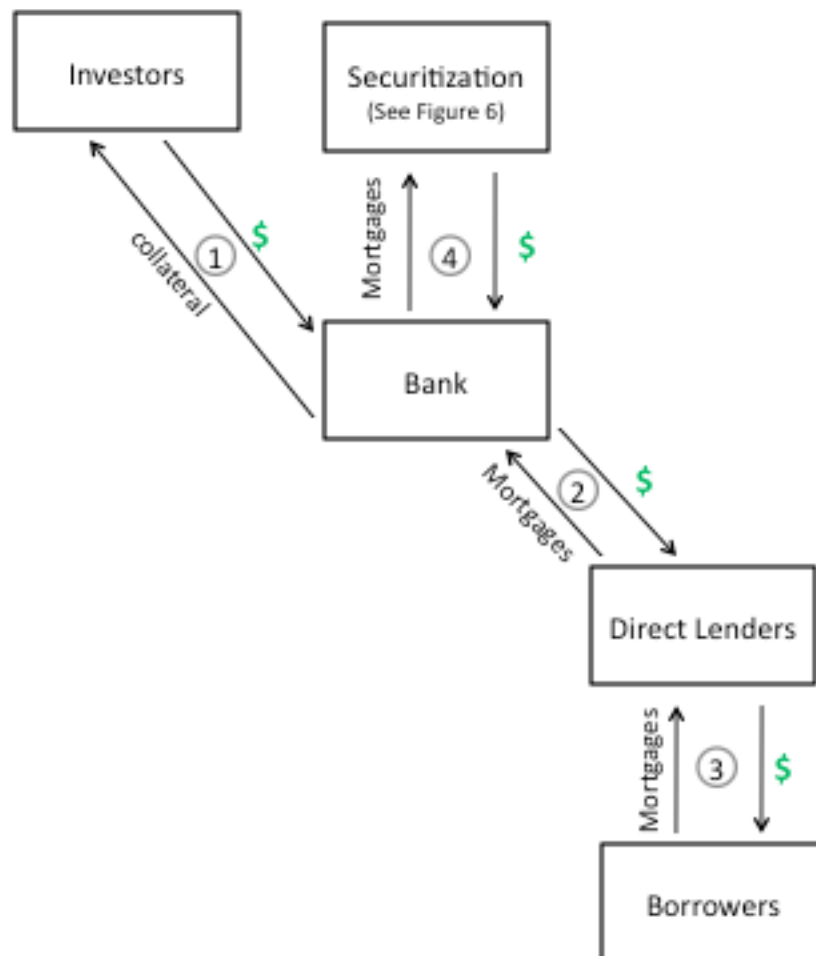 Investors
Securitization
(See Figure 6)
collateral
1
$
Mortgages
4
$
Bank
Mortgages
2
$
Direct Lenders
Mortgages
3
$
Borrowers